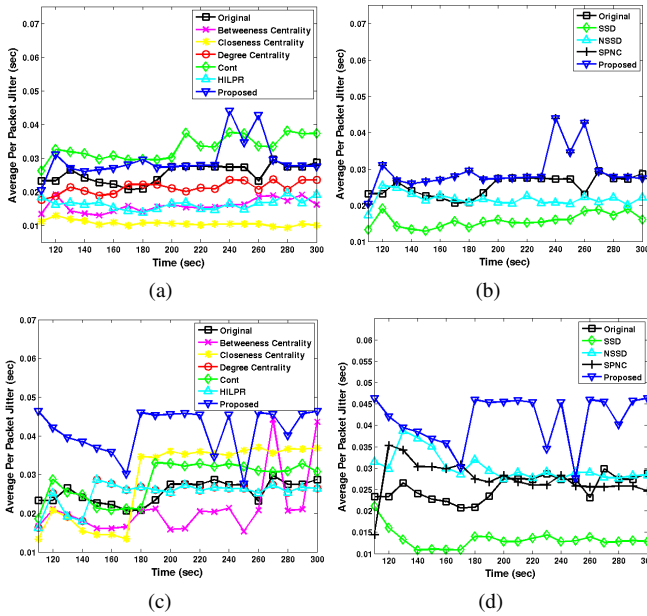 0.07
0.06
0.05
0.04
0.03
0.02
0.01
Average Per Packet Jitter (sec)
Original
Betweeness Centrality
Closeness Centrality
Degree Centrality
Cont
HILPR
Proposed
120 140 160 180 200 220 240 260 280 300
Time (sec)
(a)
0.07
0.06
0.05
0.04
0.03
0.02
0.01
Average Per Packet Jitter (sec)
Original
SSD
NSSD
SPNC
Proposed
120 140 160 180 200 220 240 260 280 300
Time (sec)
(b)
0.07
0.06
0.05
0.04
0.03
0.02
0.01
Average Per Packet Jitter (sec)
Original
Betweeness Centrality
Closeness Centrality
Degree Centrality
Cont
HILPR
Proposed
120 140 160 180 200 220 240 260 280 300
Time (sec)
(c)
0.065
0.06
0.055
0.05
0.045
0.04
0.035
0.03
0.025
0.02
0.015
0.01
Average Per Packet Jitter (sec)
Original
SSD
NSSD
SPNC
Proposed
120 140 160 180 200 220 240 260 280 300
Time (sec)
(d)